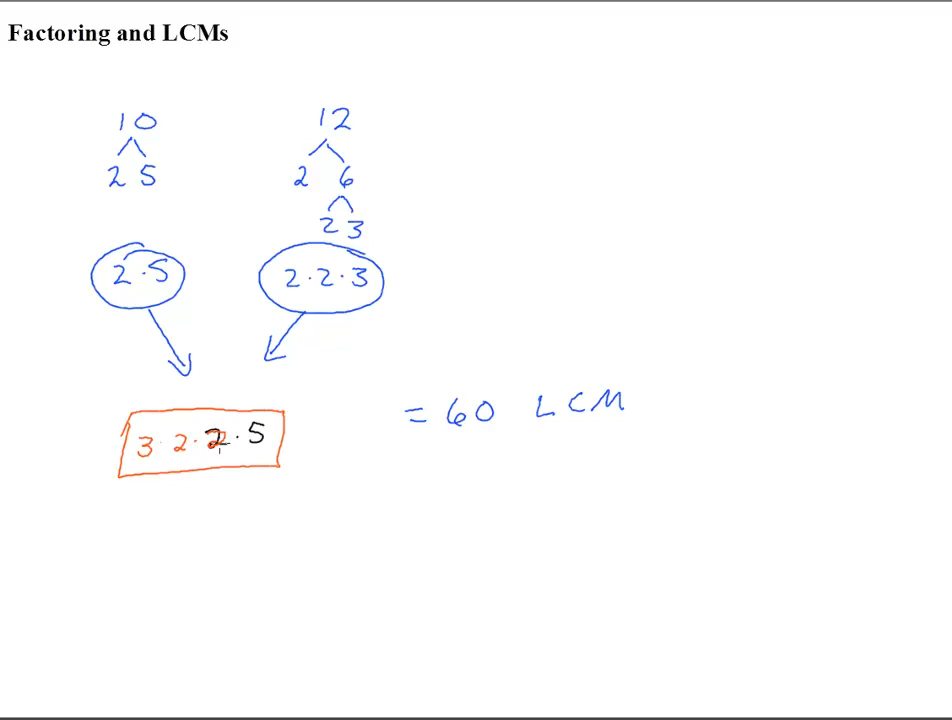 Factoring and LCMs
10 12
2 5 2 6
2 3
2 · 5 2 · 2 · 3
= 60 LCM
3 · 2 · 2 · 5